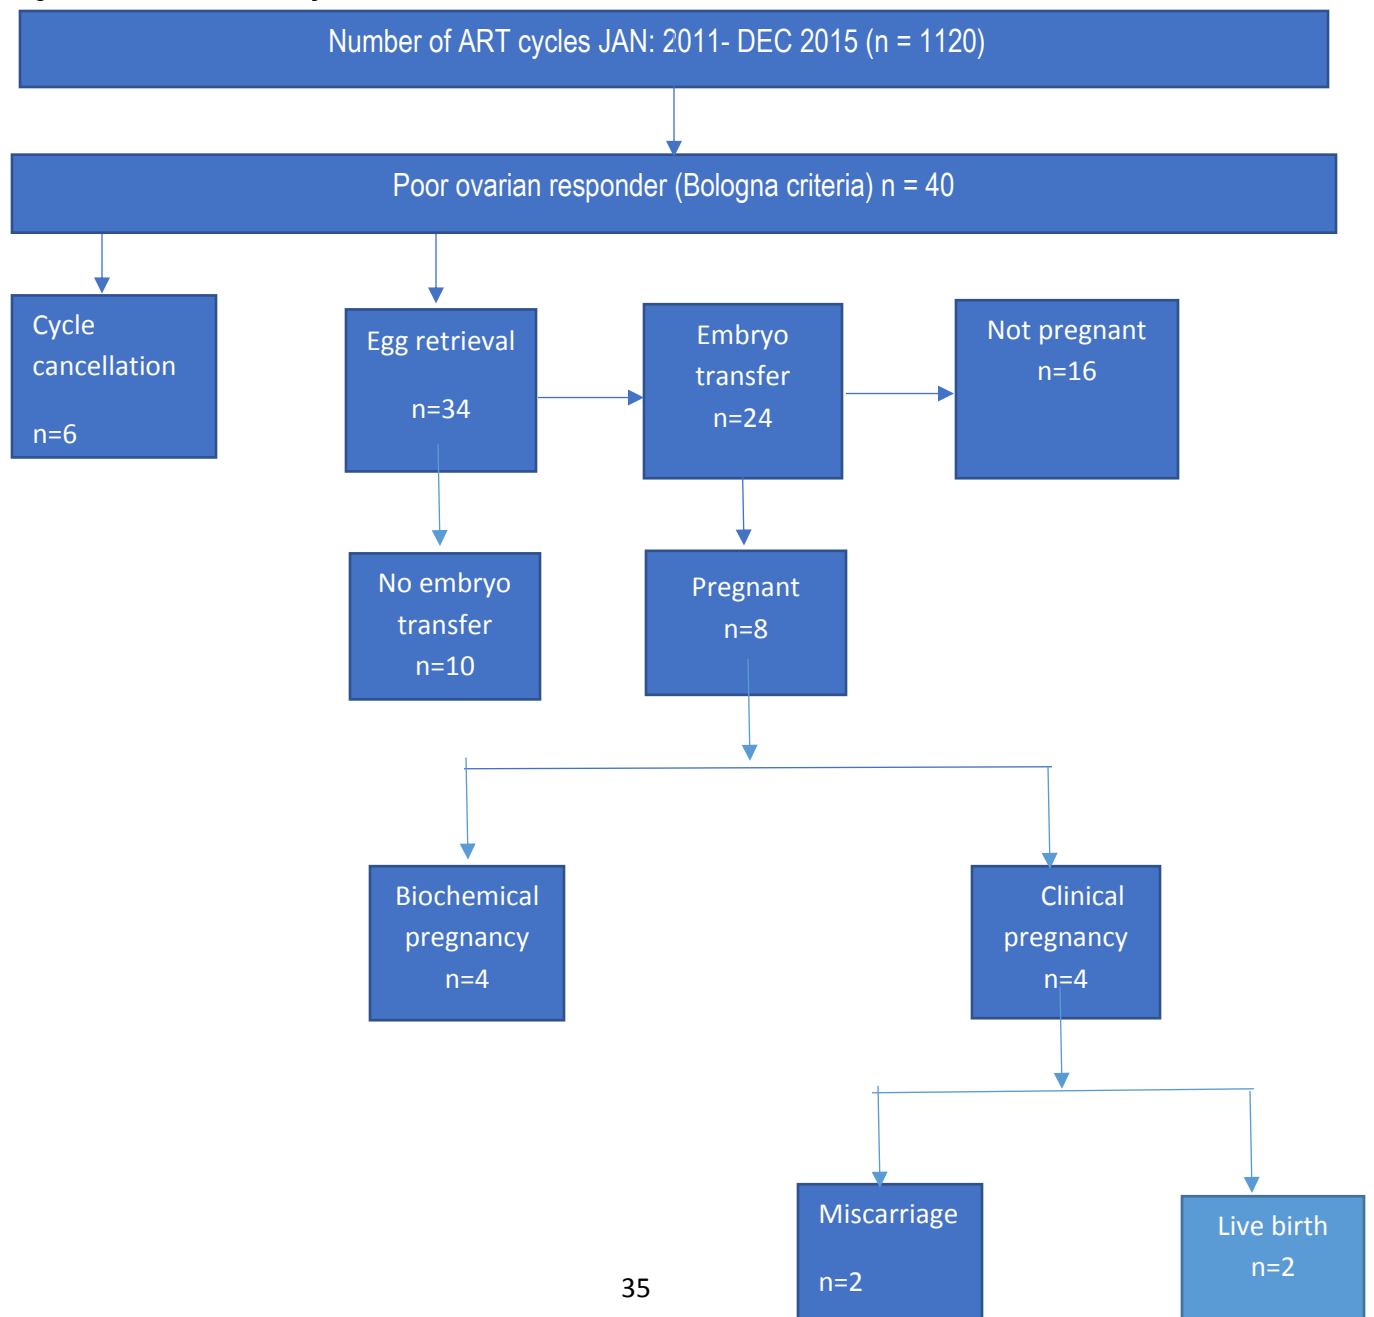 Number of ART cycles JAN: 2011- DEC 2015 (n = 1120)
Poor ovarian responder (Bologna criteria) n = 40
Cycle
cancellation
n=6
Egg retrieval
n=34
Embryo
transfer
n=24
Not pregnant
n=16
No embryo
transfer
n=10
Pregnant
n=8
Biochemical
pregnancy
n=4
Clinical
pregnancy
n=4
Miscarriage
n=2
Live birth
n=2
35